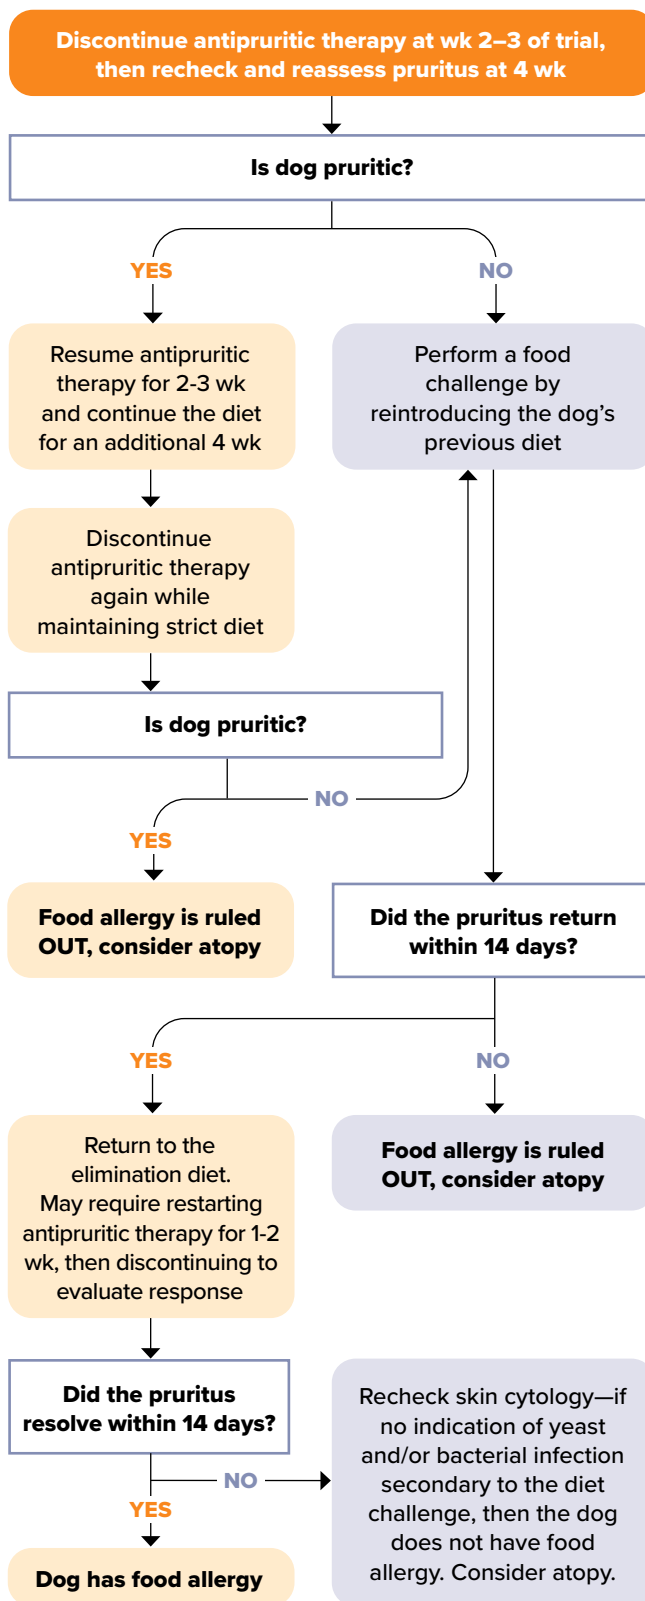 Discontinue antipruritic therapy at wk 2–3 of trial,
then recheck and reassess pruritus at 4 wk
Is dog pruritic?
YES
NO
Resume antipruritic
therapy for 2-3 wk
and continue the diet
for an additional 4 wk
Perform a food
challenge by
reintroducing the dog’s
previous diet
Discontinue
antipruritic therapy
again while
maintaining strict diet
Is dog pruritic?
NO
YES
Food allergy is ruled
OUT, consider atopy
Did the pruritus return
within 14 days?
YES
NO
Return to the
elimination diet.
May require restarting
antipruritic therapy for 1-2
wk, then discontinuing to
evaluate response
Food allergy is ruled
OUT, consider atopy
Did the pruritus
resolve within 14 days?
NO
YES
Recheck skin cytology—if
no indication of yeast
and/or bacterial infection
secondary to the diet
challenge, then the dog
does not have food
allergy. Consider atopy.
Dog has food allergy